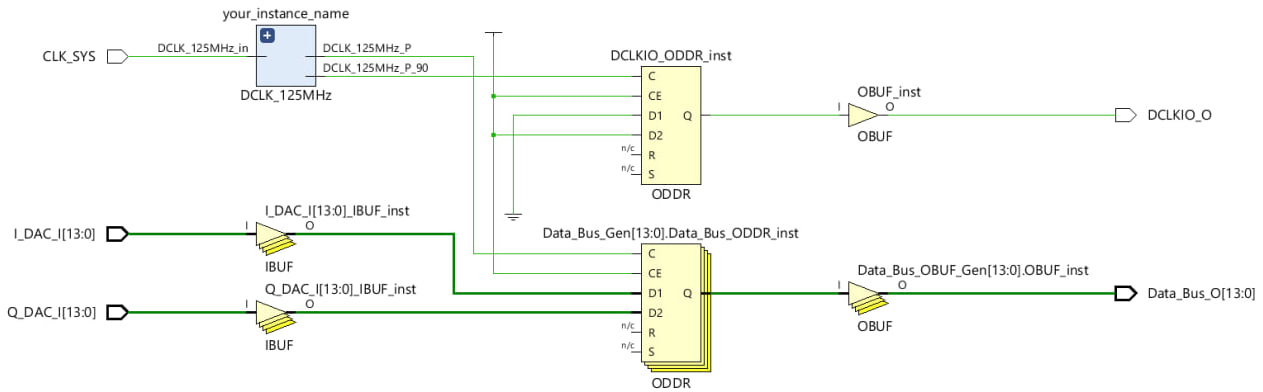 your_instance_name
CLK_SYS
DCLK_125MHz_in
+
DCLK_125MHz_P
DCLK_125MHz_P_90
DCLK_125MHz
DCLKIO_ODDR_inst
C
CE
D1
D2
R
S
Q
n/c
n/c
ODDR
OBUF_inst
I
O
OBUF
DCLKIO_O
I_DAC_I[13:0]
I_DAC_I[13:0]_IBUF_inst
I
O
IBUF
Q_DAC_I[13:0]
Q_DAC_I[13:0]_IBUF_inst
I
O
IBUF
Data_Bus_Gen[13:0].Data_Bus_ODDR_inst
C
CE
D1
D2
R
S
Q
n/c
n/c
ODDR
Data_Bus_OBUF_Gen[13:0].OBUF_inst
I
O
OBUF
Data_Bus_O[13:0]